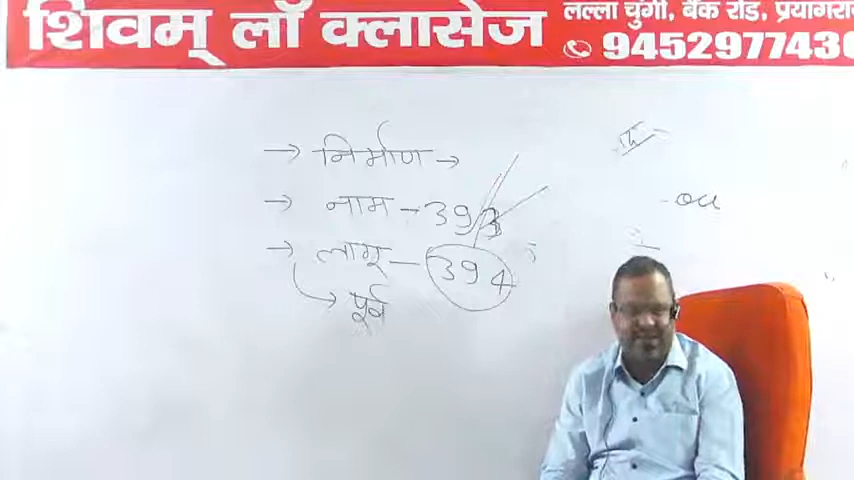 शिवम् लॉ क्लासेज
लल्ला चुंगी, बैंक रोड, प्रयागराज
9452977430
→ निर्माण →
→ नाम – 393
→ लागू – 394
→ पूर्व